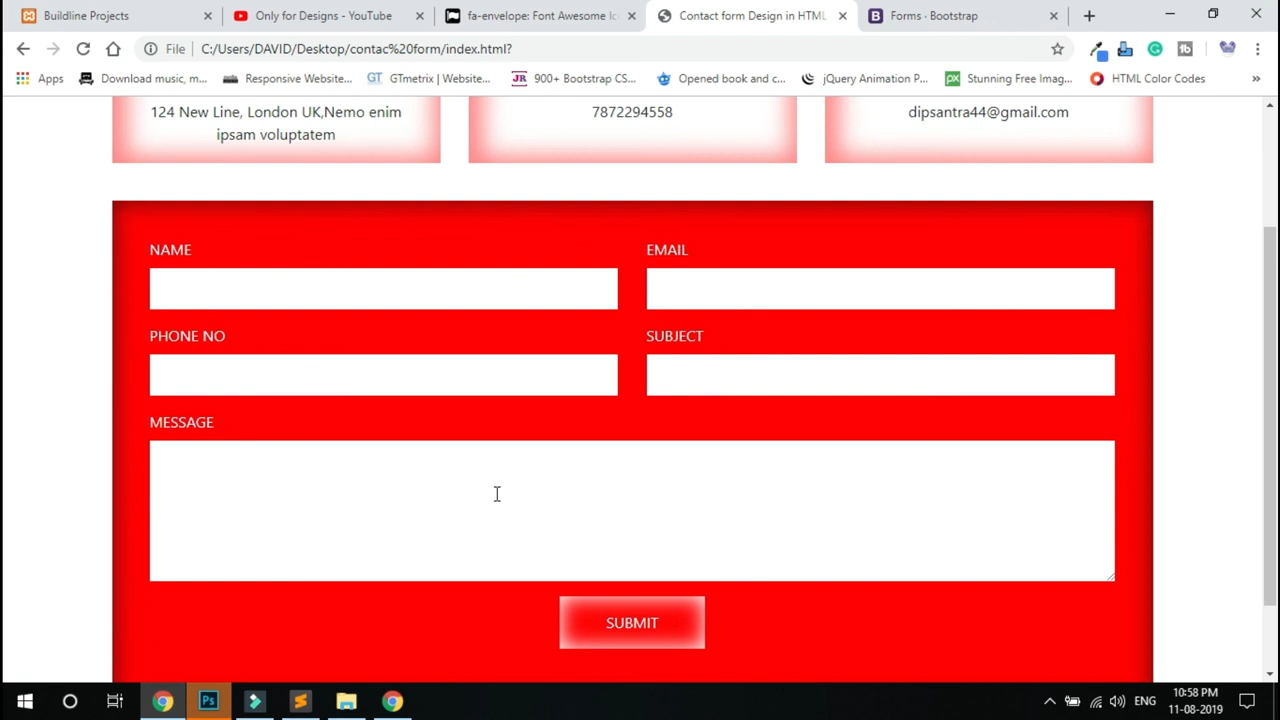 Buildline Projects
Only for Designs - YouTube
fa-envelope: Font Awesome Ic
Contact form Design in HTML
Forms · Bootstrap
File
C:/Users/DAVID/Desktop/contac%20form/index.html?
Apps
Download music, m...
Responsive Website...
GTmetrix | Website...
900+ Bootstrap CS...
Opened book and c...
jQuery Animation P...
Stunning Free Imag...
HTML Color Codes
124 New Line, London UK,Nemo enim
ipsam voluptatem
7872294558
dipsantra44@gmail.com
NAME
EMAIL
PHONE NO
SUBJECT
MESSAGE
SUBMIT
Ps
ENG
10:58 PM
11-08-2019